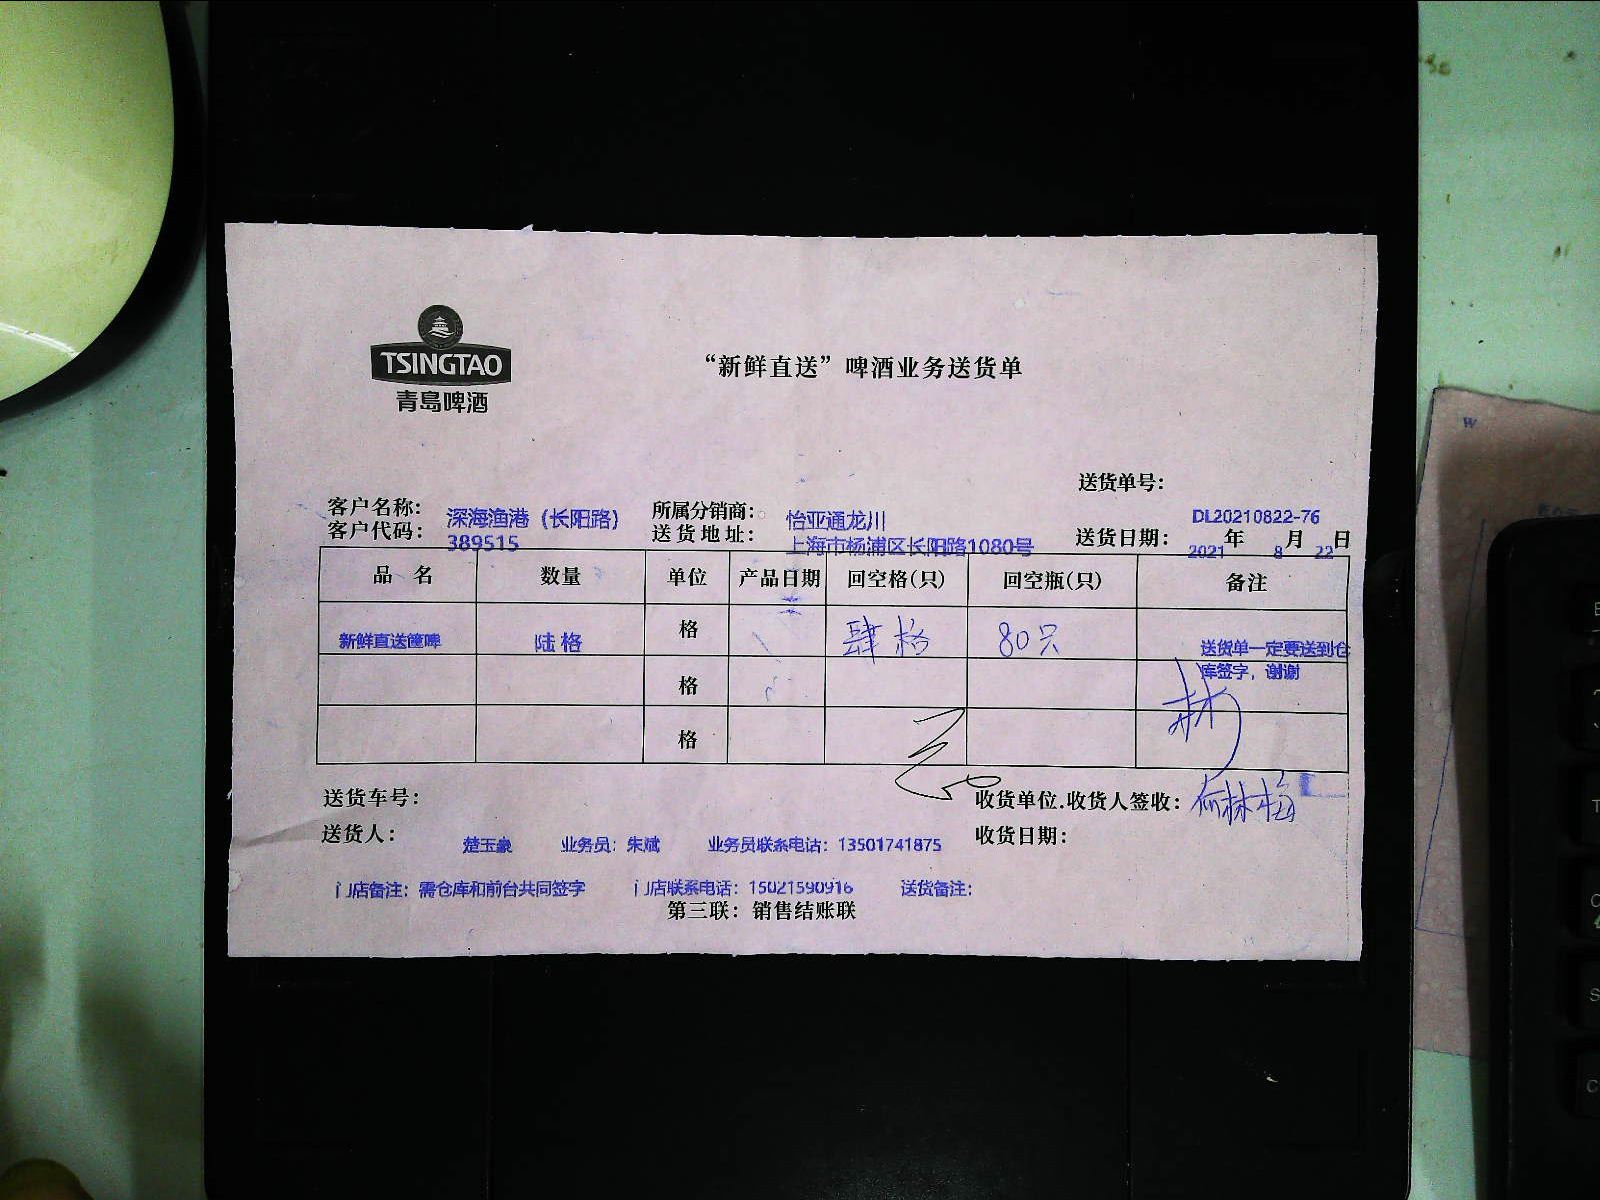 TSINGTAO
青岛啤酒
“新鲜直送”啤酒业务送货单
送货单号：
DL20210822-76
客户名称： 深海渔港（长阳路） 所属分销商： 怡亚通龙川
客户代码： 389515 送货地址： 上海市杨浦区长阳路1080号 送货日期： 2021年 8月 22日
品 名 数量 单位 产品日期 回空格(只) 回空瓶(只) 备注
新鲜直送箽啤 陆格 格 肆格 80只 送货单一定要送到仓
库签字，谢谢
格
格
送货车号： 收货单位.收货人签收：
送货人： 楚玉豪 业务员：朱斌 业务员联系电话：13501741875 收货日期：
门店备注：需仓库和前台共同签字 门店联系电话：15021590916 送货备注：
第三联：销售结账联